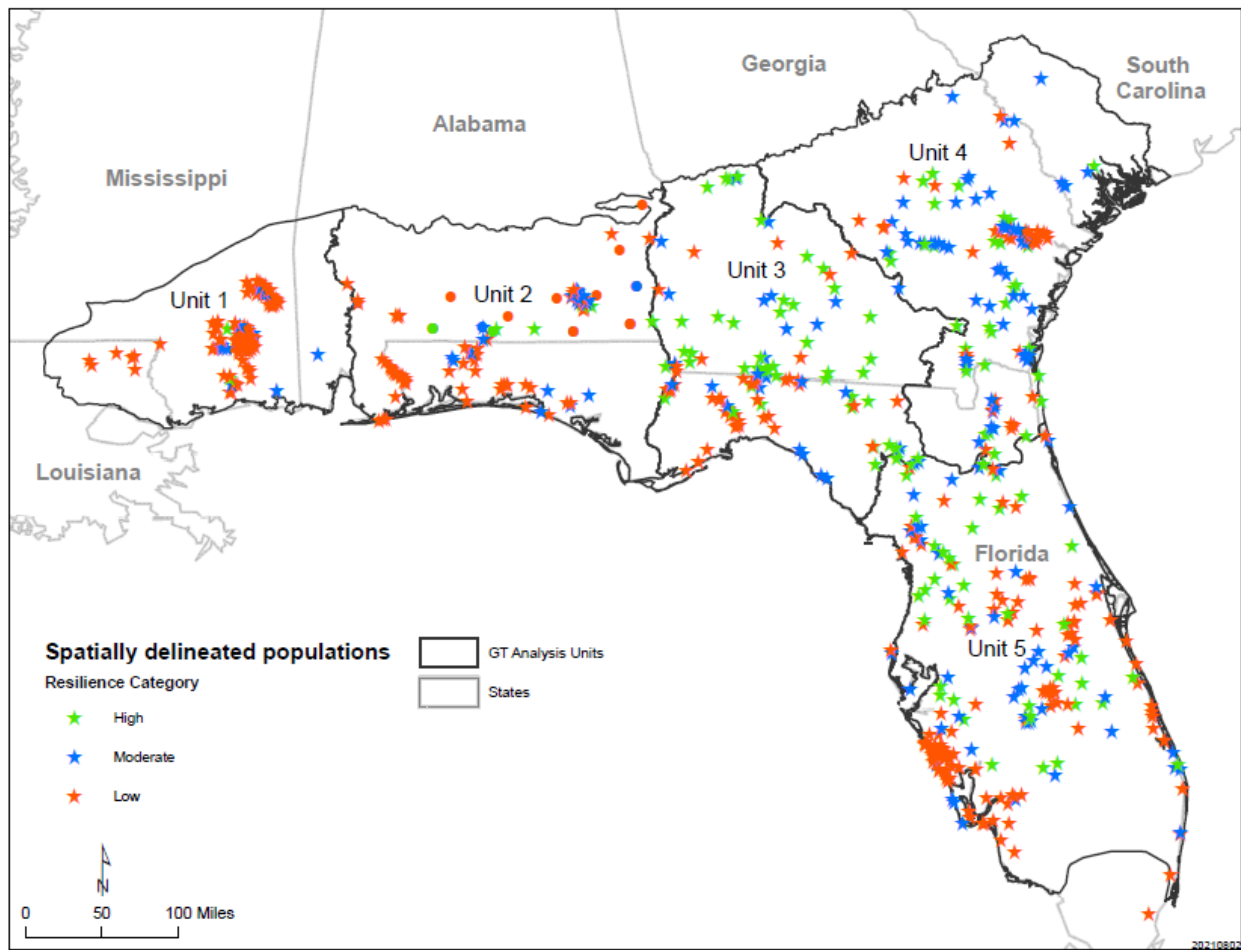 Georgia
South
Carolina
Alabama
Unit 4
Mississippi
Unit 3
Unit 2
Unit 1
Louisiana
Florida
Unit 5
Spatially delineated populations
Resilience Category
High
Moderate
Low
GT Analysis Units
States
N
0 50 100 Miles
20210802